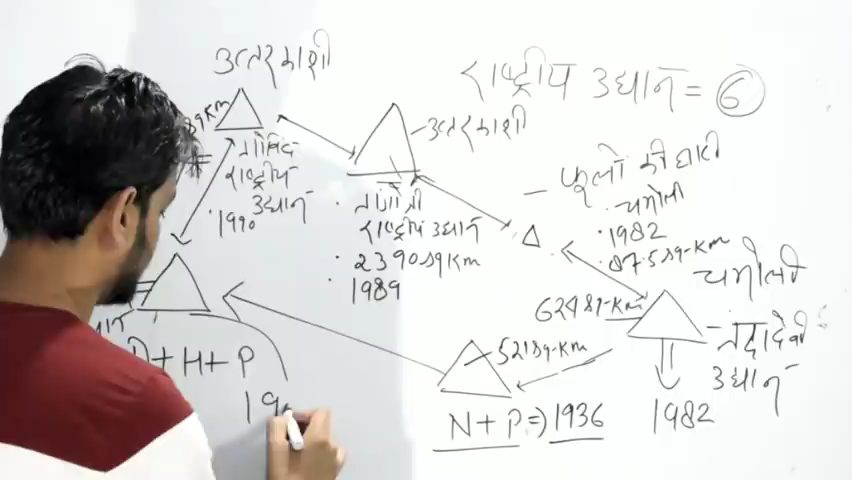 उत्तरकाशी
राष्ट्रीय उद्यान = 6
गोविंद
राष्ट्रीय
उद्यान
· 1990
उत्तरकाशी
· गंगोत्री
राष्ट्रीय उद्यान
· 2390 sq km
· 1989
- फूलों की घाटी
· चमोली
· 1982
· 87.5 sq-km
चमोली
624 sq-km
- नंदादेवी
उद्यान
1982
521 sq-km
N + P => 1936
D + H + P
19